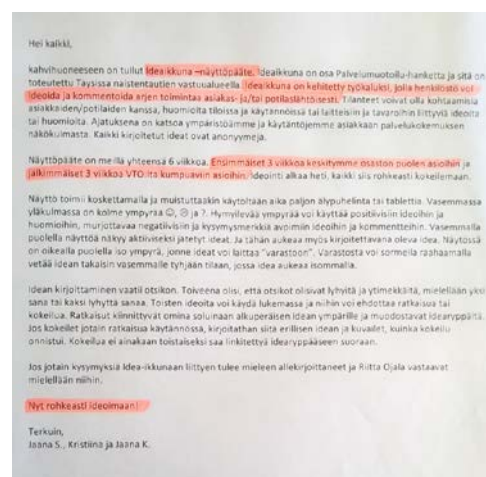 Hei kaikki,
kahvihuoneeseen on tullut Ideaikkuna –näyttöpääte. Ideaikkuna on osa Palvelumuotoilu-hanketta ja sitä on
toteutettu Taysissa naistentautien vastuualueella. Ideaikkuna on kehitetty työkaluksi, jolla henkilöstö voi
ideoida ja kommentoida arjen toimintaa asiakas- ja/tai potilaslähtöisesti. Tilanteet voivat olla kohtaamisia
asiakkaiden/potilaiden kanssa, huomioita tiloissa ja käytännöissä tai laitteisiin ja tavaroihin liittyviä ideoita
tai huomioita. Ajatuksena on katsoa ympäristöämme ja käytäntöjemme asiakkaan palvelukokemuksen
näkökulmasta. Kaikki kirjoitetut ideat ovat anonyymeja.
Näyttöpääte on meillä yhteensä 6 viikkoa. Ensimmäiset 3 viikkoa keskitymme osaston puolen asioihin ja
jälkimmäiset 3 viikkoa VTO:lta kumpuaviin asioihin. Ideointi alkaa heti, kaikki siis rohkeasti kokeilemaan.
Näyttö toimii koskettamalla ja muistuttaakin käytöltään aika paljon älypuhelinta tai tablettia. Vasemmassa
yläkulmassa on kolme ympyrää ☺, ☹ ja ?. Hymyilevää ympyrää voi käyttää positiivisiin ideoihin ja
huomioihin, murjottavaa negatiivisiin ja kysymysmerkkiä avoimiin ideoihin ja kommentteihin. Vasemmalla
puolella näyttöä näkyy aktiiviseksi jätetyt ideat. Ja tähän aukeaa myös kirjoitettavana oleva idea. Näytössä
on oikealla puolella iso ympyrä, jonne ideat voi laittaa "varastoon". Varastosta voi sormella raahaamalla
vetää idean takaisin vasemmalle tyhjään tilaan, jossa idea aukeaa isommalla.
Idean kirjoittaminen vaatii otsikon. Toiveena olisi, että otsikot olisivat lyhyitä ja ytimekkäitä, mielellään yksi
sana tai kaksi lyhyttä sanaa. Toisten ideoita voi käydä lukemassa ja niihin voi ehdottaa ratkaisua tai
kokeilua. Ratkaisut kiinnittyvät omina soluinaan alkuperäisen idean ympärille ja muodostavat idearyppäitä.
Jos kokeilet jotain ratkaisua käytännössä, kirjoitathan siitä erillisen idean ja kuvailet, kuinka kokeilu
onnistui. Kokeilua ei ainakaan toistaiseksi saa linkitettyä idearyppääseen suoraan.
Jos jotain kysymyksiä Idea-ikkunaan liittyen tulee mieleen allekirjoittaneet ja Riitta Ojala vastaavat
mielellään niihin.
Nyt rohkeasti ideoimaan!
Terkuin,
Jaana S., Kristiina ja Jaana K.